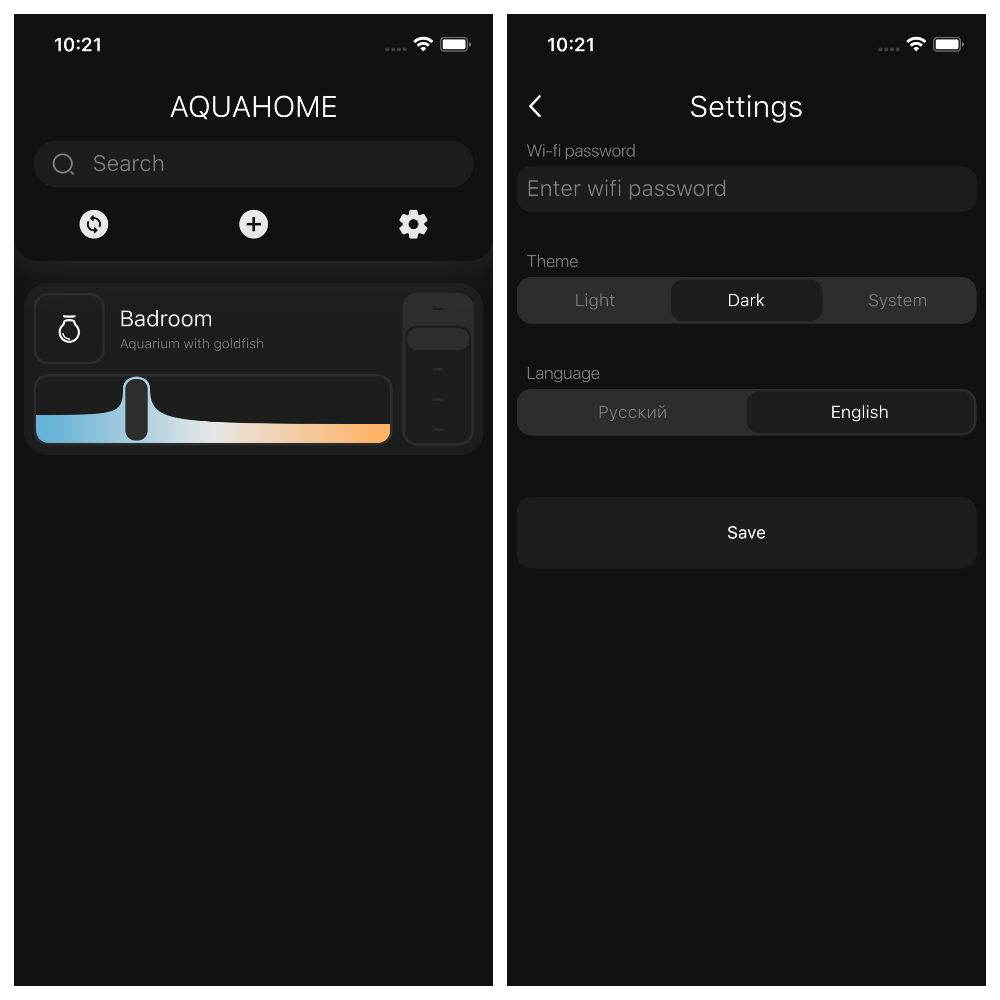 10:21
AQUAHOME
Search
Badroom
Aquarium with goldfish
10:21
Settings
Wi-fi password
Enter wifi password
Theme
Light Dark System
Language
Русский English
Save